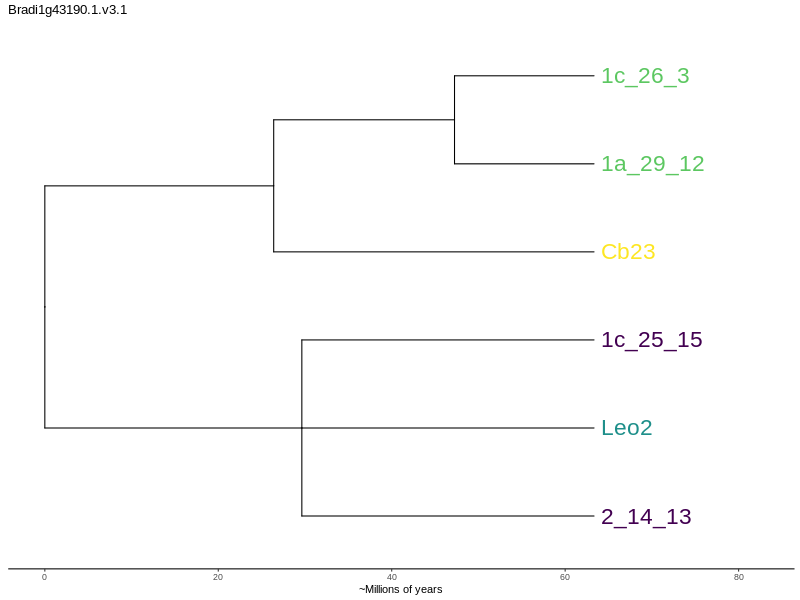 Bradi1g43190.1.v3.1
1c_26_3
1a_29_12
Cb23
1c_25_15
Leo2
2_14_13
0 20 40 60 80
~Millions of years